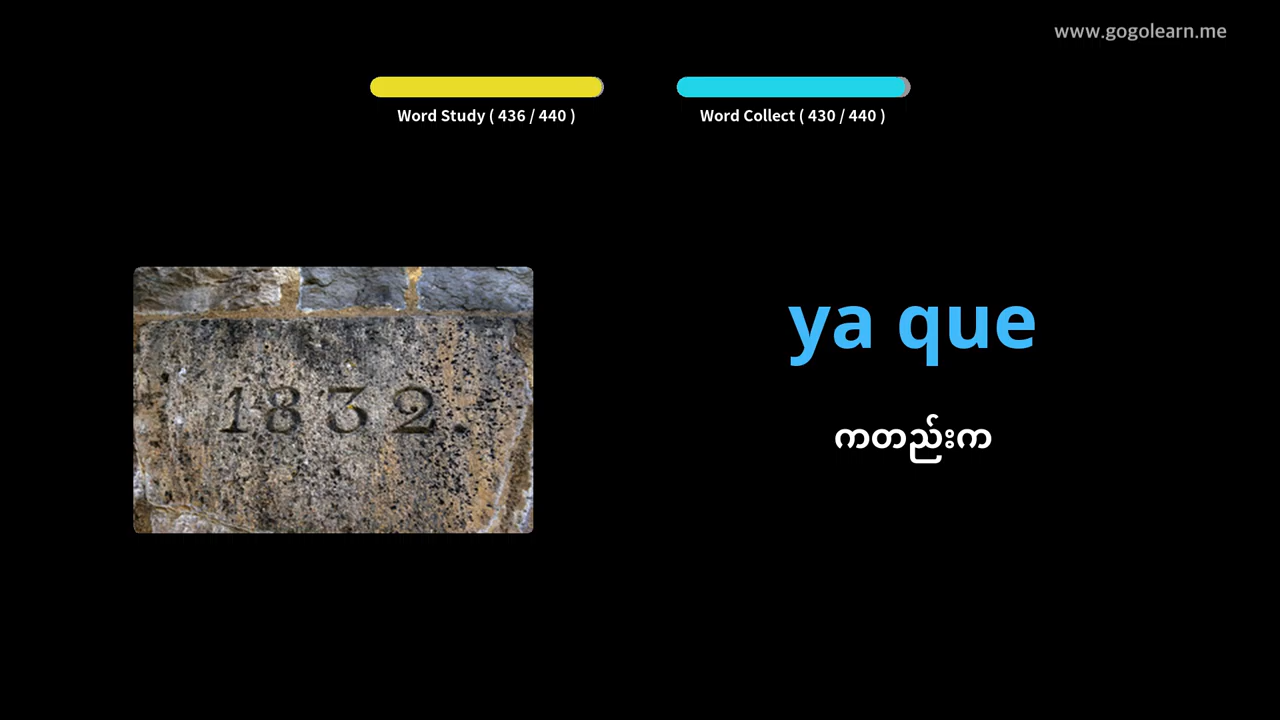 www.gogolearn.me
Word Study ( 436 / 440 )
Word Collect ( 430 / 440 )
1832.
ya que
ကတည်းက